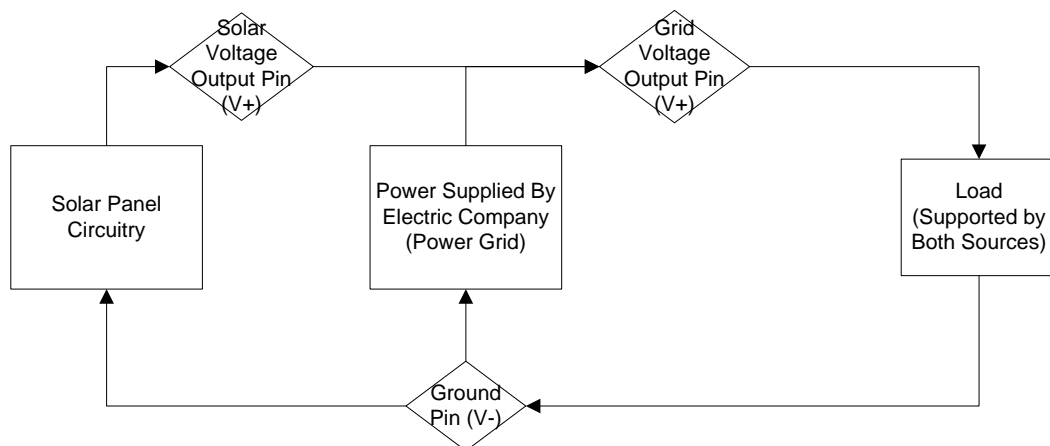 Solar
Voltage
Output Pin
(V+)
Grid
Voltage
Output Pin
(V+)
Solar Panel
Circuitry
Power Supplied By
Electric Company
(Power Grid)
Load
(Supported by
Both Sources)
Ground
Pin (V-)